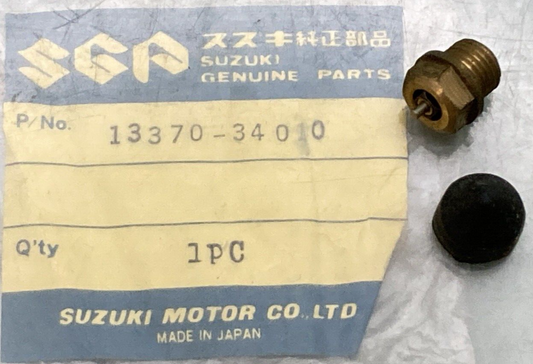 SGP スズキ純正部品
SUZUKI
GENUINE PARTS
P/No. 13370-34010
Q'ty 1PC
SUZUKI MOTOR CO.,LTD
MADE IN JAPAN